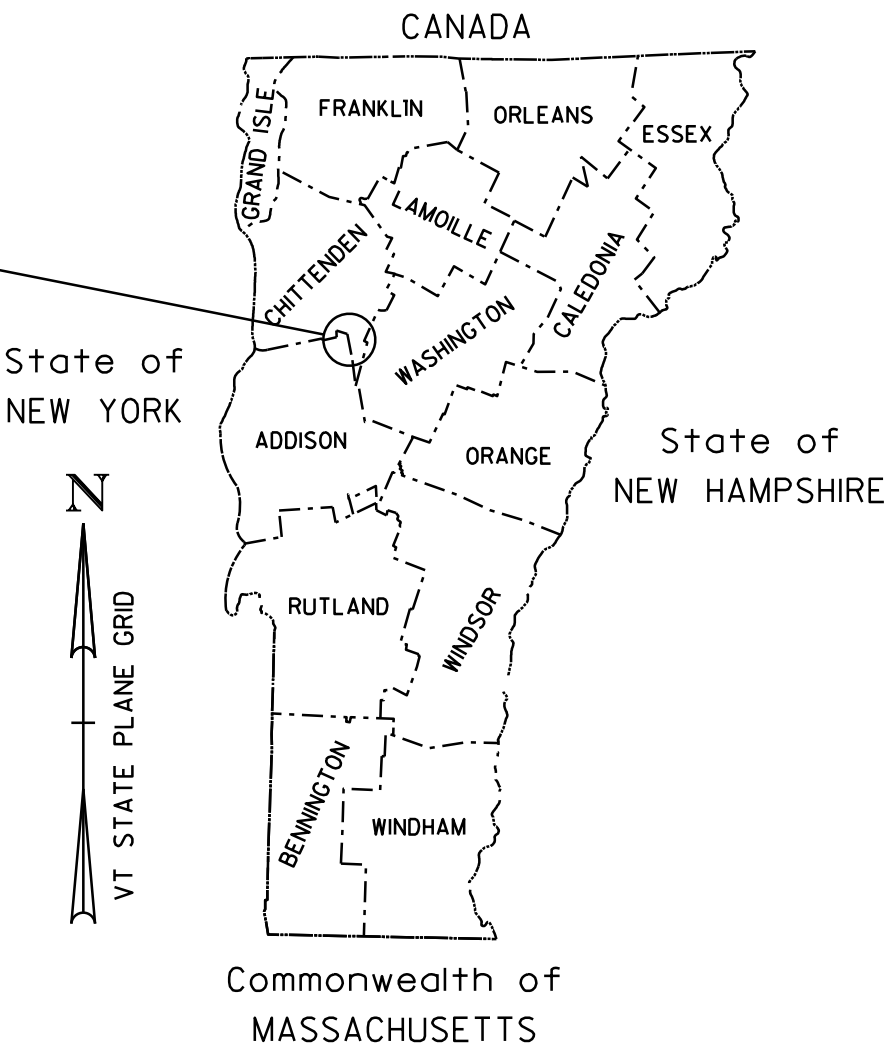 CANADA
FRANKLIN
ORLEANS
ESSEX
GRAND ISLE
LAMOILLE
CHITTENDEN
CALEDONIA
WASHINGTON
State of
NEW YORK
ADDISON
ORANGE
State of
NEW HAMPSHIRE
N
VT STATE PLANE GRID
RUTLAND
WINDSOR
BENNINGTON
WINDHAM
Commonwealth of
MASSACHUSETTS